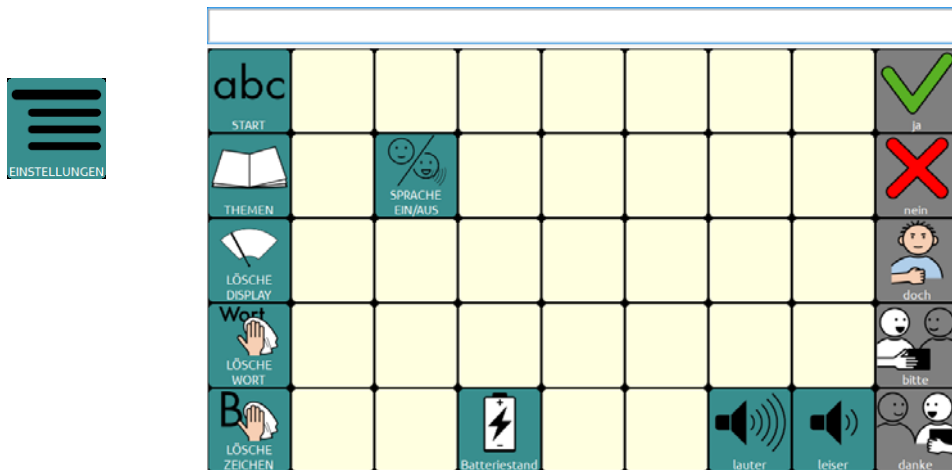 abc
START
ja
EINSTELLUNGEN
THEMEN
SPRACHE
EIN/AUS
nein
LÖSCHE
DISPLAY
doch
Wort
LÖSCHE
WORT
bitte
B
LÖSCHE
ZEICHEN
Batteriestand
lauter
leiser
danke